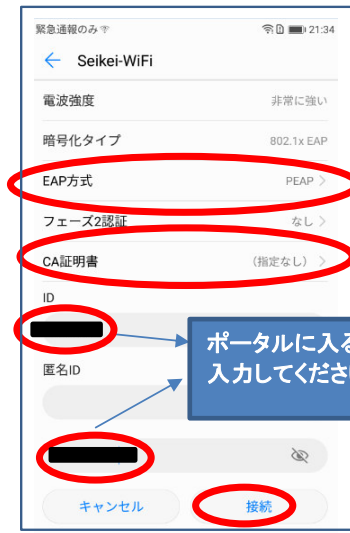 緊急通報のみ 21:34
← Seikei-WiFi
電波強度 非常に強い
暗号化タイプ 802.1x EAP
EAP方式 PEAP >
フェーズ2認証 なし >
CA証明書 (指定なし) >
ID
ポータルに入る
入力してくださ
匿名ID
キャンセル 接続